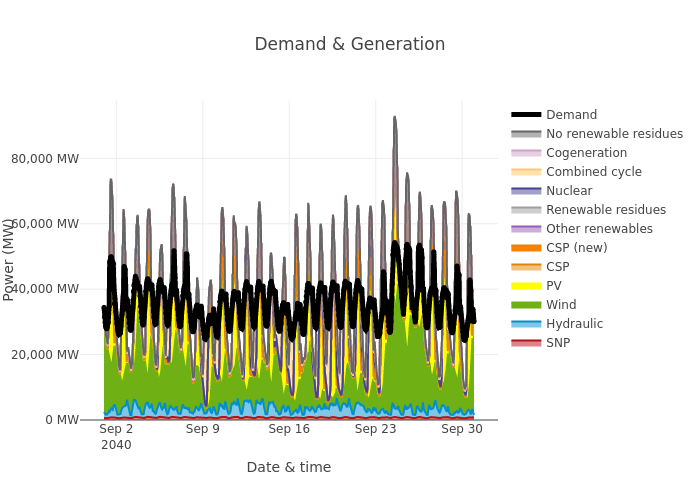 Demand & Generation
Power (MW)
80,000 MW
60,000 MW
40,000 MW
20,000 MW
0 MW
Sep 2
2040
Sep 9
Sep 16
Sep 23
Sep 30
Date & time
Demand
No renewable residues
Cogeneration
Combined cycle
Nuclear
Renewable residues
Other renewables
CSP (new)
CSP
PV
Wind
Hydraulic
SNP